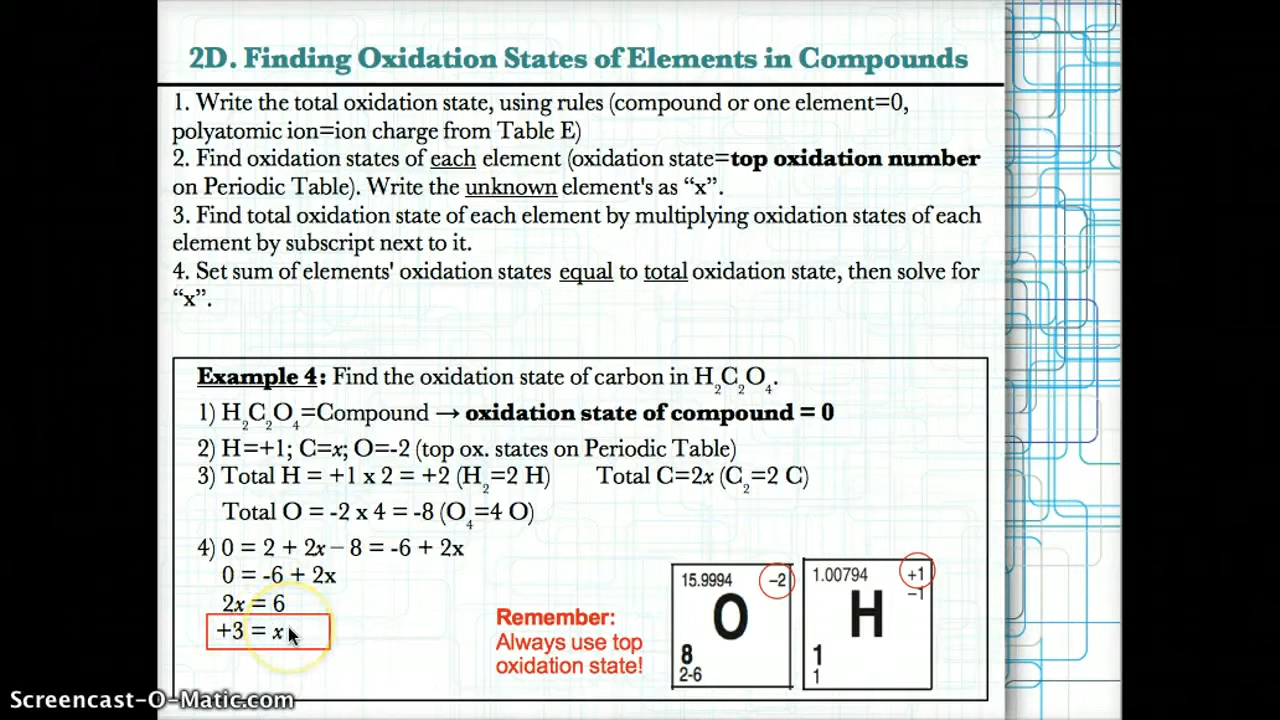 2D. Finding Oxidation States of Elements in Compounds
1. Write the total oxidation state, using rules (compound or one element=0,
polyatomic ion=ion charge from Table E)
2. Find oxidation states of each element (oxidation state=top oxidation number
on Periodic Table). Write the unknown element's as “x”.
3. Find total oxidation state of each element by multiplying oxidation states of each
element by subscript next to it.
4. Set sum of elements' oxidation states equal to total oxidation state, then solve for
“x”.
Example 4: Find the oxidation state of carbon in H₂C₂O₄.
1) H₂C₂O₄=Compound → oxidation state of compound = 0
2) H=+1; C=x; O=-2 (top ox. states on Periodic Table)
3) Total H = +1 x 2 = +2 (H₂=2 H) Total C=2x (C₂=2 C)
Total O = -2 x 4 = -8 (O₄=4 O)
4) 0 = 2 + 2x – 8 = -6 + 2x
0 = -6 + 2x
2x = 6
+3 = x
Remember:
Always use top
oxidation state!
15.9994 –2
O
8
2-6
1.00794 +1
–1
H
1
1
Screencast-O-Matic.com